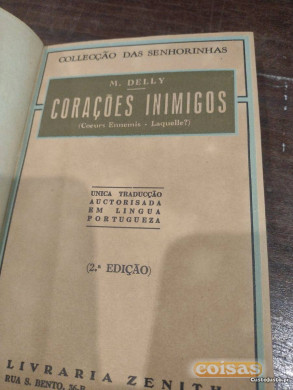 COLLECÇÃO DAS SENHORINHAS
M. DELLY
CORAÇÕES INIMIGOS
(Coeurs Ennemis - Laquelle?)
UNICA TRADUCÇÃO
AUCTORISADA
EM LINGUA
PORTUGUEZA
(2.ª EDIÇÃO)
LIVRARIA ZENITH
RUA S. BENTO,
coisas